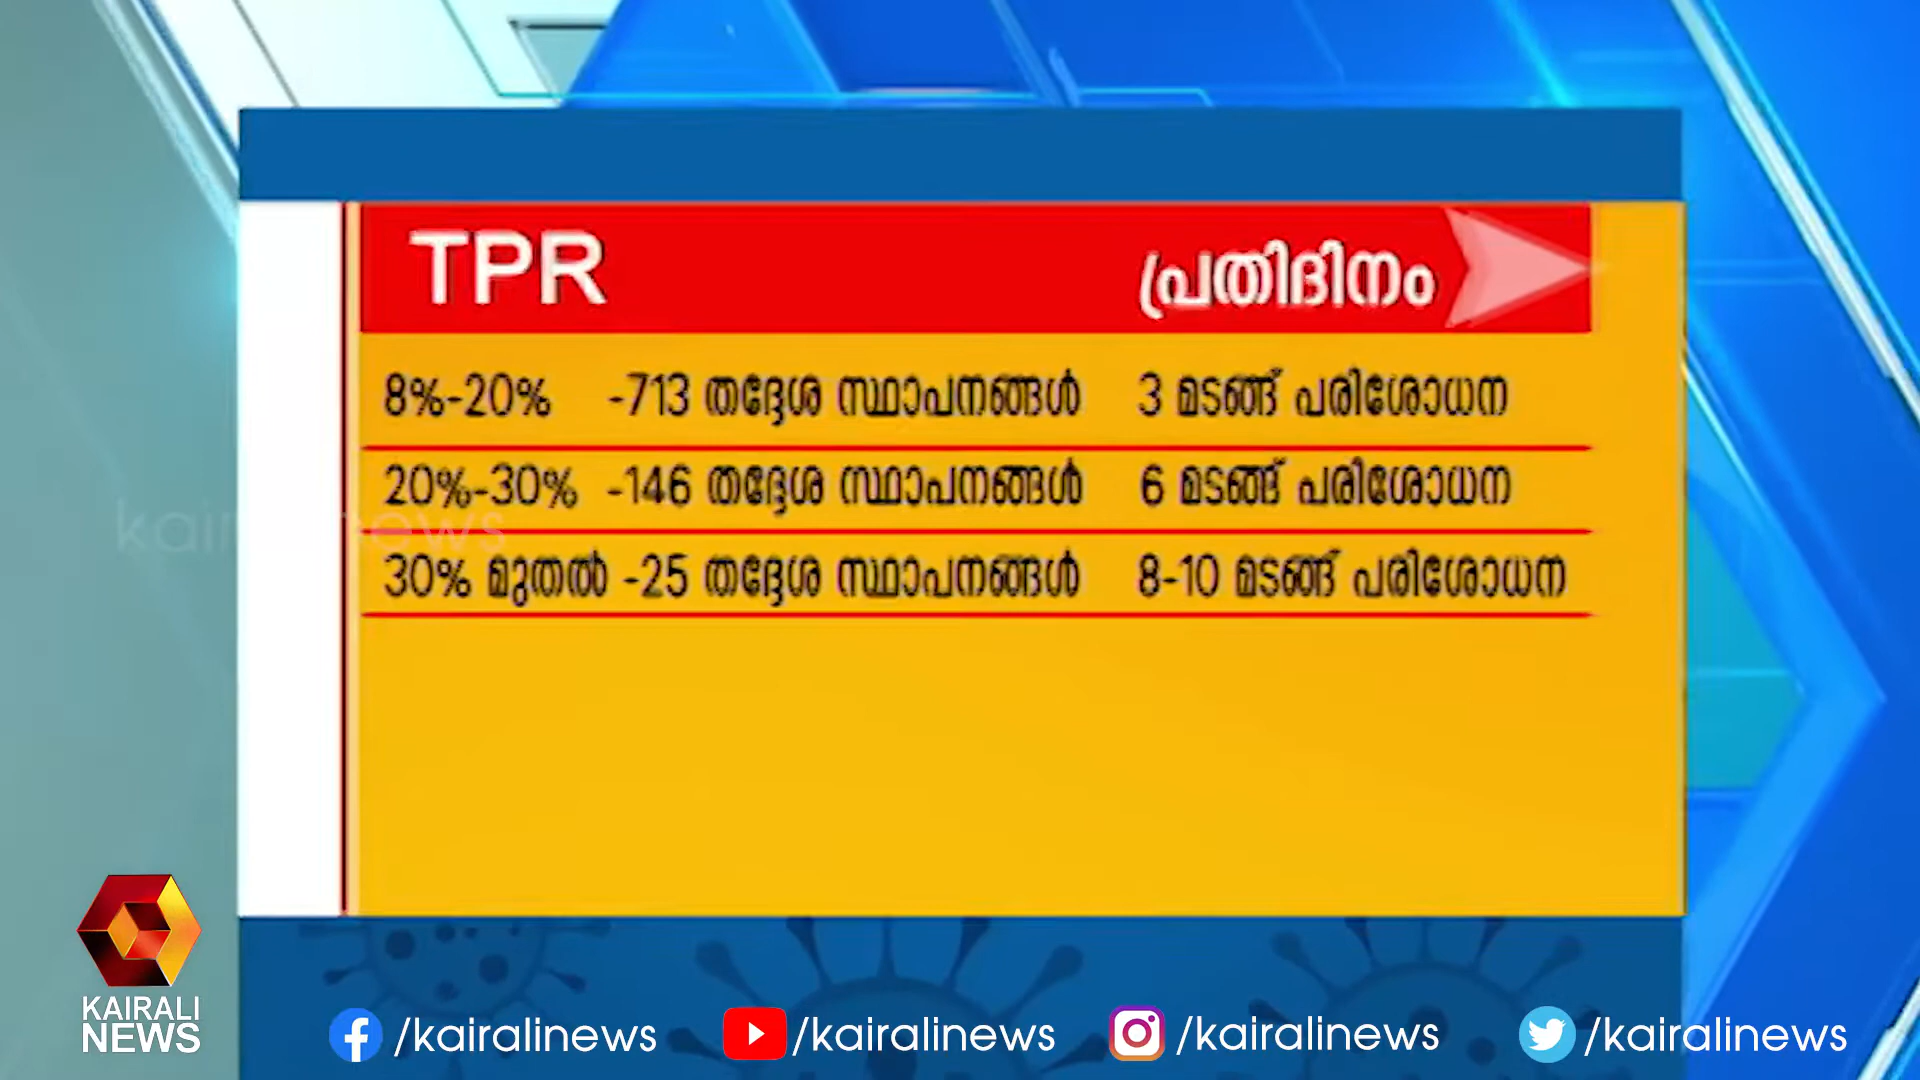 TPR പ്രതിദിനം
8%-20% -713 തദ്ദേശ സ്ഥാപനങ്ങൾ 3 മടങ്ങ് പരിശോധന
20%-30% -146 തദ്ദേശ സ്ഥാപനങ്ങൾ 6 മടങ്ങ് പരിശോധന
kairalinews
30% മുതൽ -25 തദ്ദേശ സ്ഥാപനങ്ങൾ 8-10 മടങ്ങ് പരിശോധന
KAIRALI
NEWS
/kairalinews /kairalinews /kairalinews /kairalinews